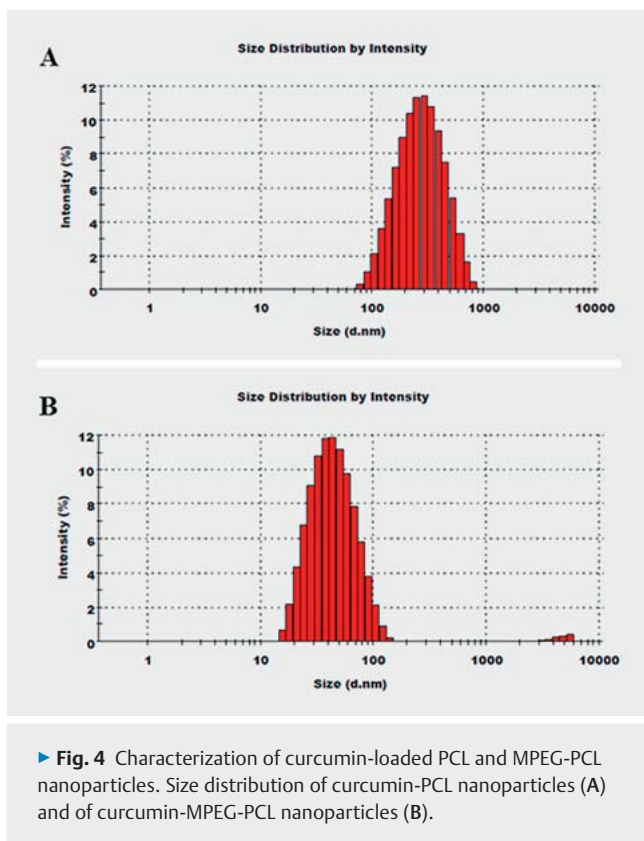 A
Size Distribution by Intensity
12
10
8
6
4
2
0
Intensity (%)
1 10 100 1000 10000
Size (d.nm)
B
Size Distribution by Intensity
12
10
8
6
4
2
0
Intensity (%)
1 10 100 1000 10000
Size (d.nm)
► Fig. 4 Characterization of curcumin-loaded PCL and MPEG-PCL
nanoparticles. Size distribution of curcumin-PCL nanoparticles (A)
and of curcumin-MPEG-PCL nanoparticles (B).